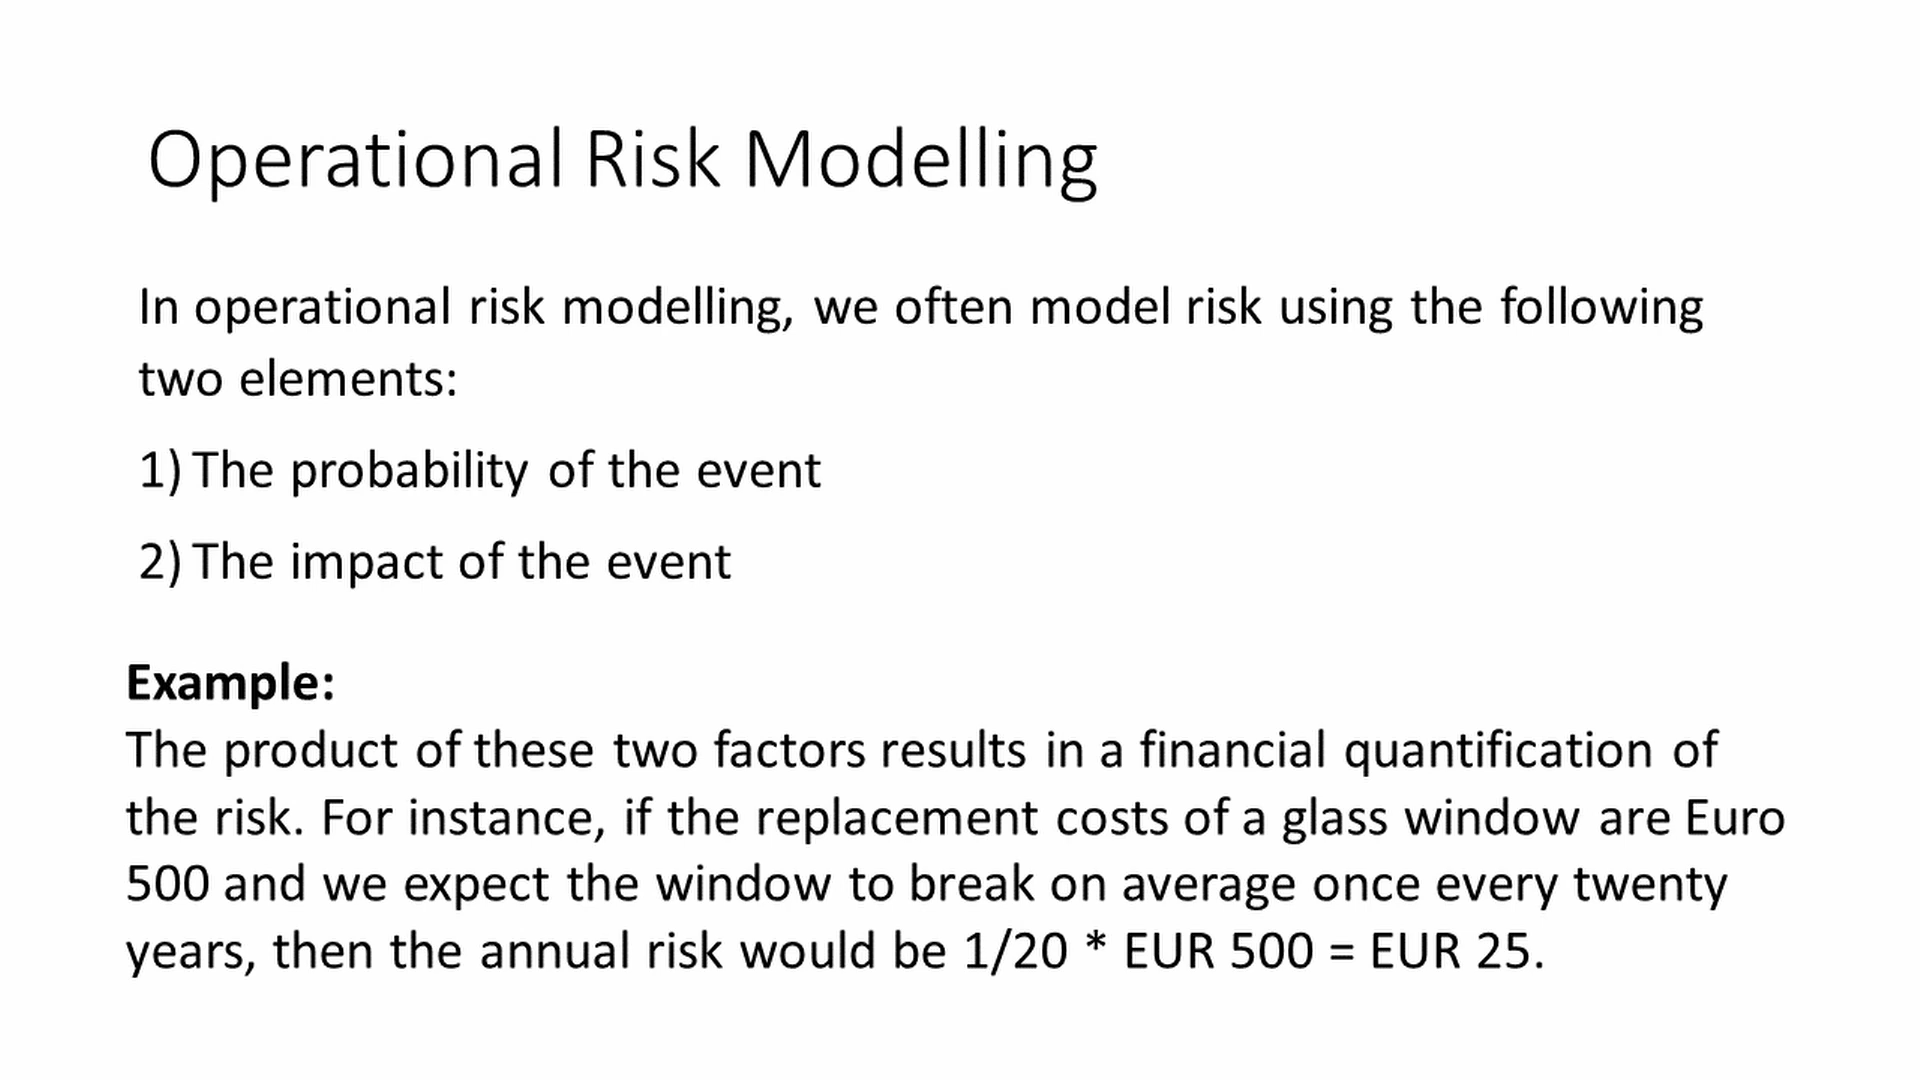 Operational Risk Modelling
In operational risk modelling, we often model risk using the following
two elements:
1) The probability of the event
2) The impact of the event
Example:
The product of these two factors results in a financial quantification of
the risk. For instance, if the replacement costs of a glass window are Euro
500 and we expect the window to break on average once every twenty
years, then the annual risk would be 1/20 * EUR 500 = EUR 25.